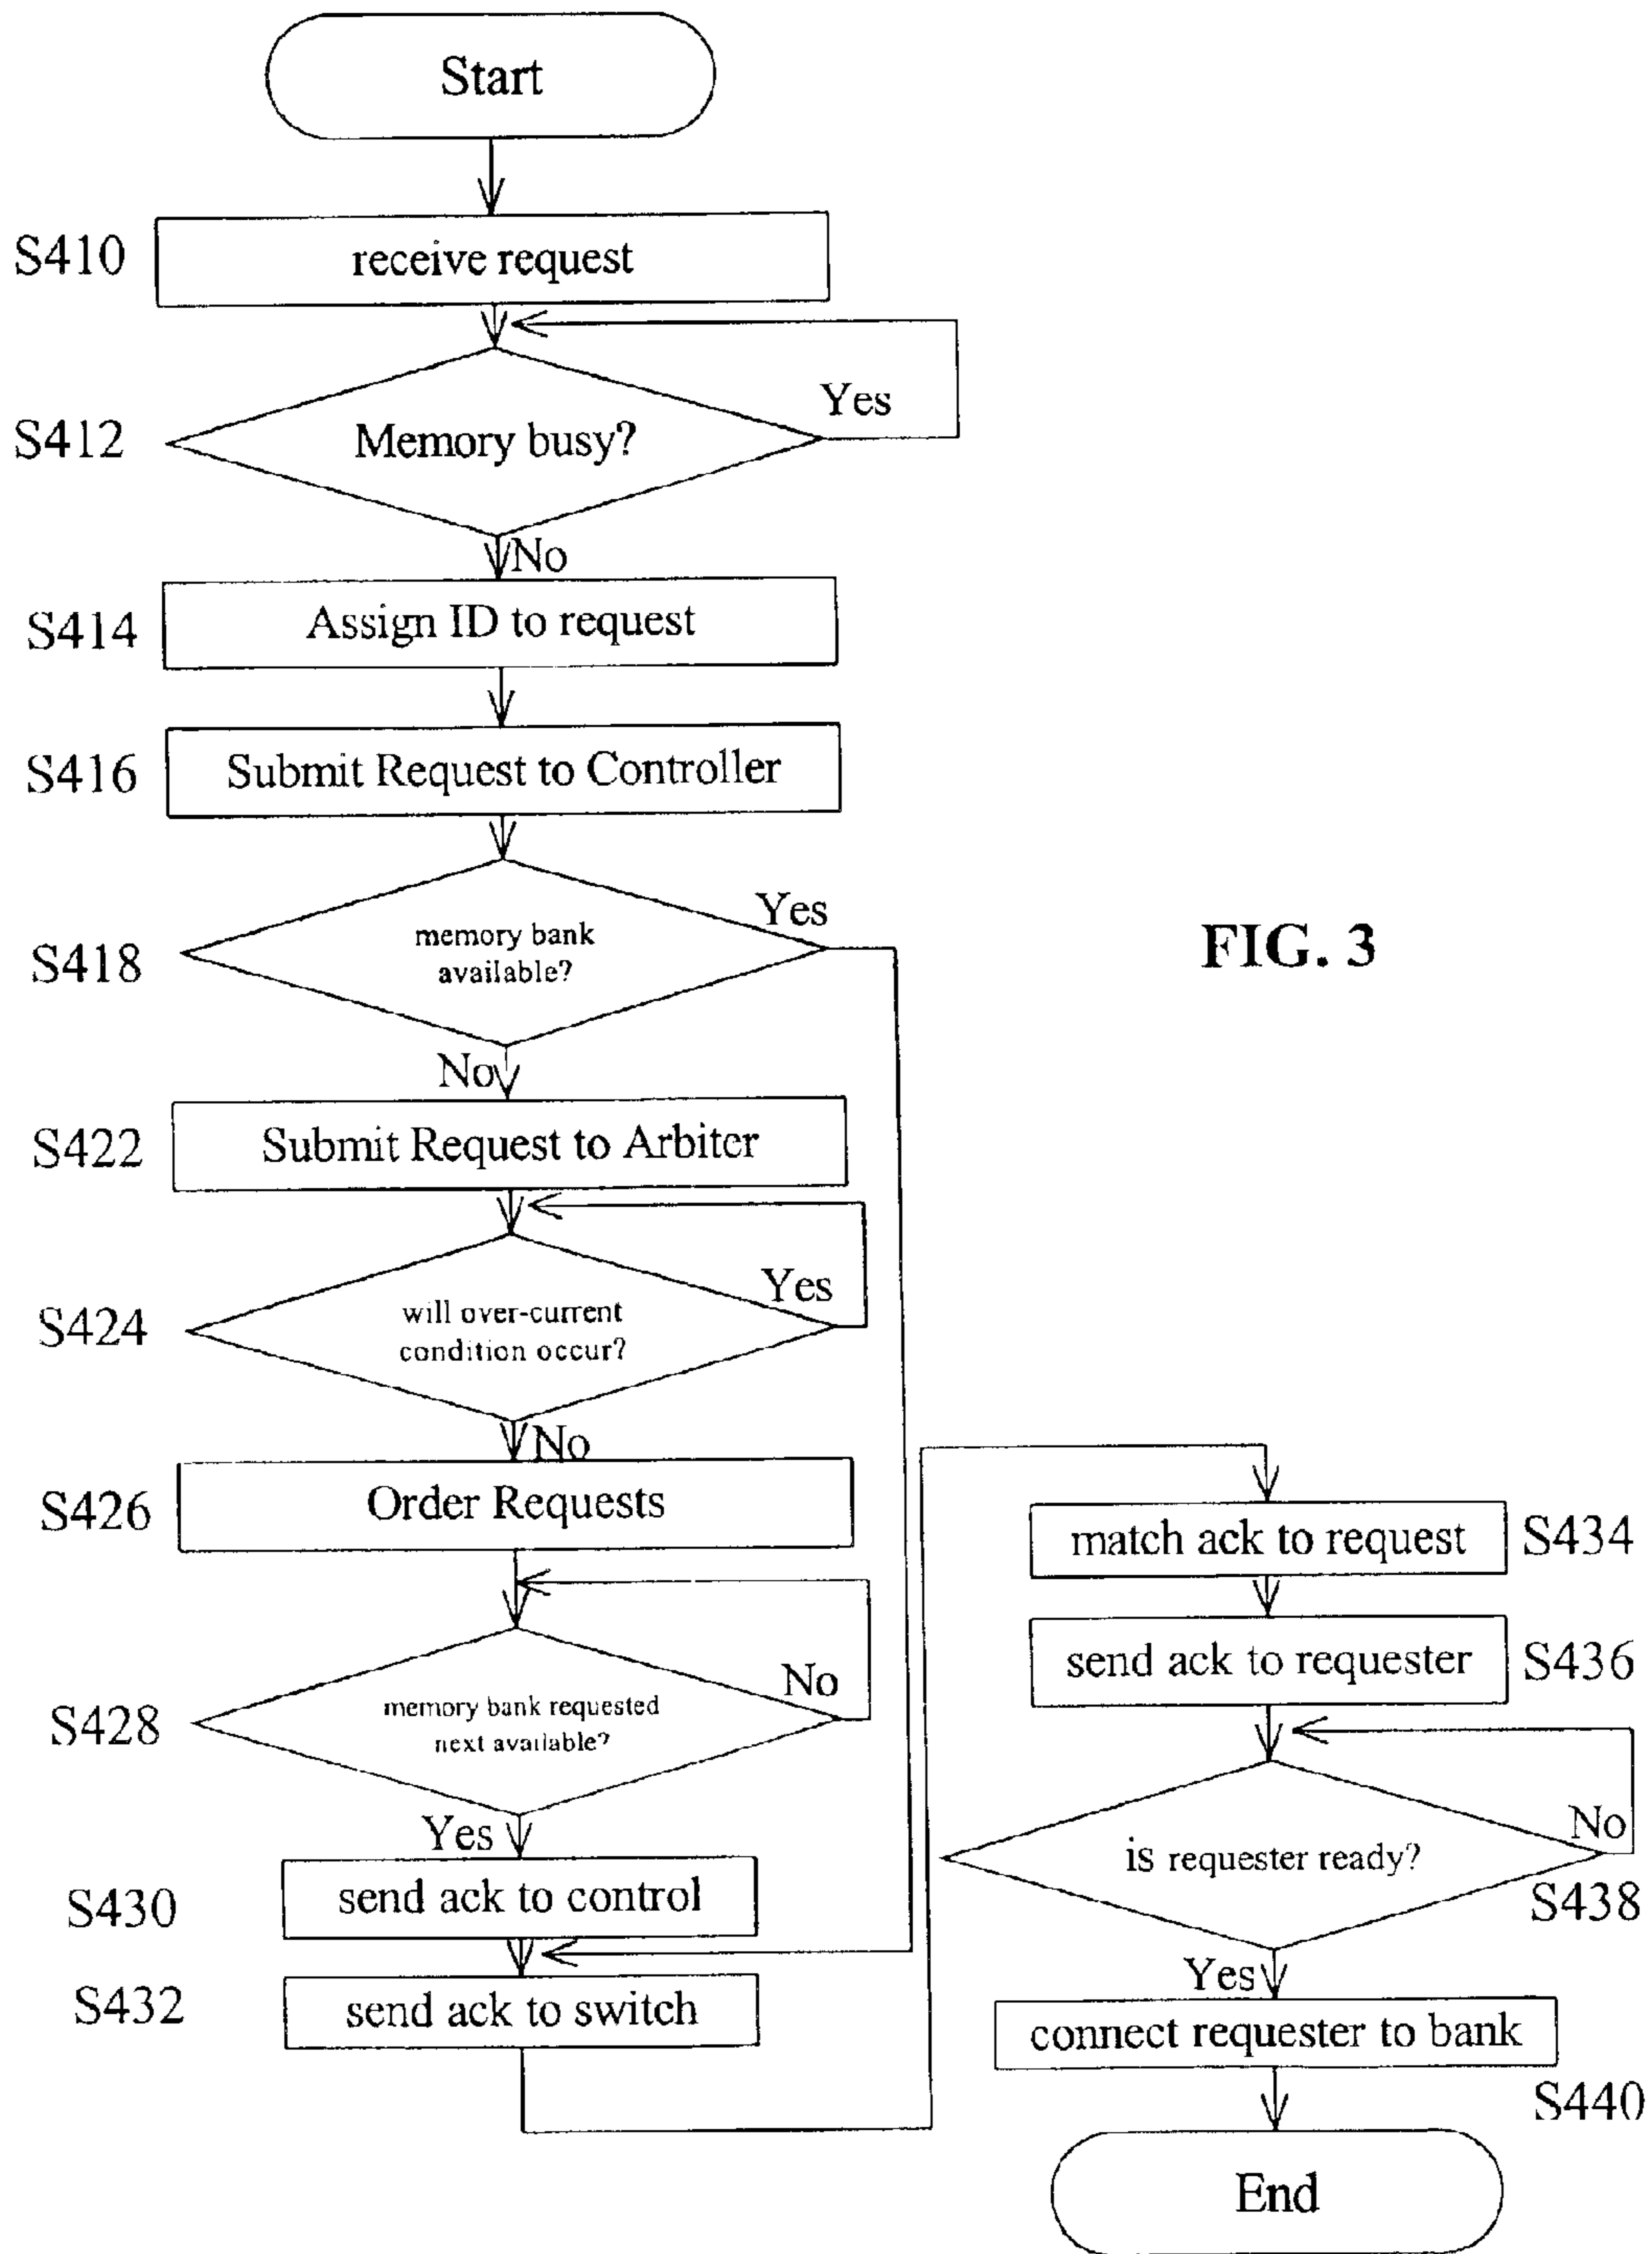 Start
S410
receive request
Yes
S412
Memory busy?
No
S414
Assign ID to request
S416
Submit Request to Controller
Yes
S418
memory bank
available?
No
FIG. 3
S422
Submit Request to Arbiter
Yes
S424
will over-current
condition occur?
No
S426
Order Requests
No
S428
memory bank requested
next available?
Yes
S430
send ack to control
S432
send ack to switch
match ack to request
S434
send ack to requester
S436
No
is requester ready?
S438
Yes
connect requester to bank
S440
End